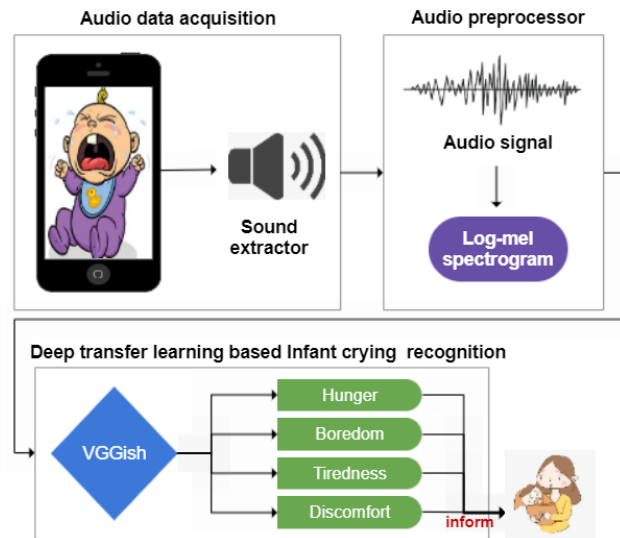 Audio data acquisition
Audio preprocessor
Sound
extractor
Audio signal
Log-mel
spectrogram
Deep transfer learning based Infant crying recognition
VGGish
Hunger
Boredom
Tiredness
Discomfort
inform